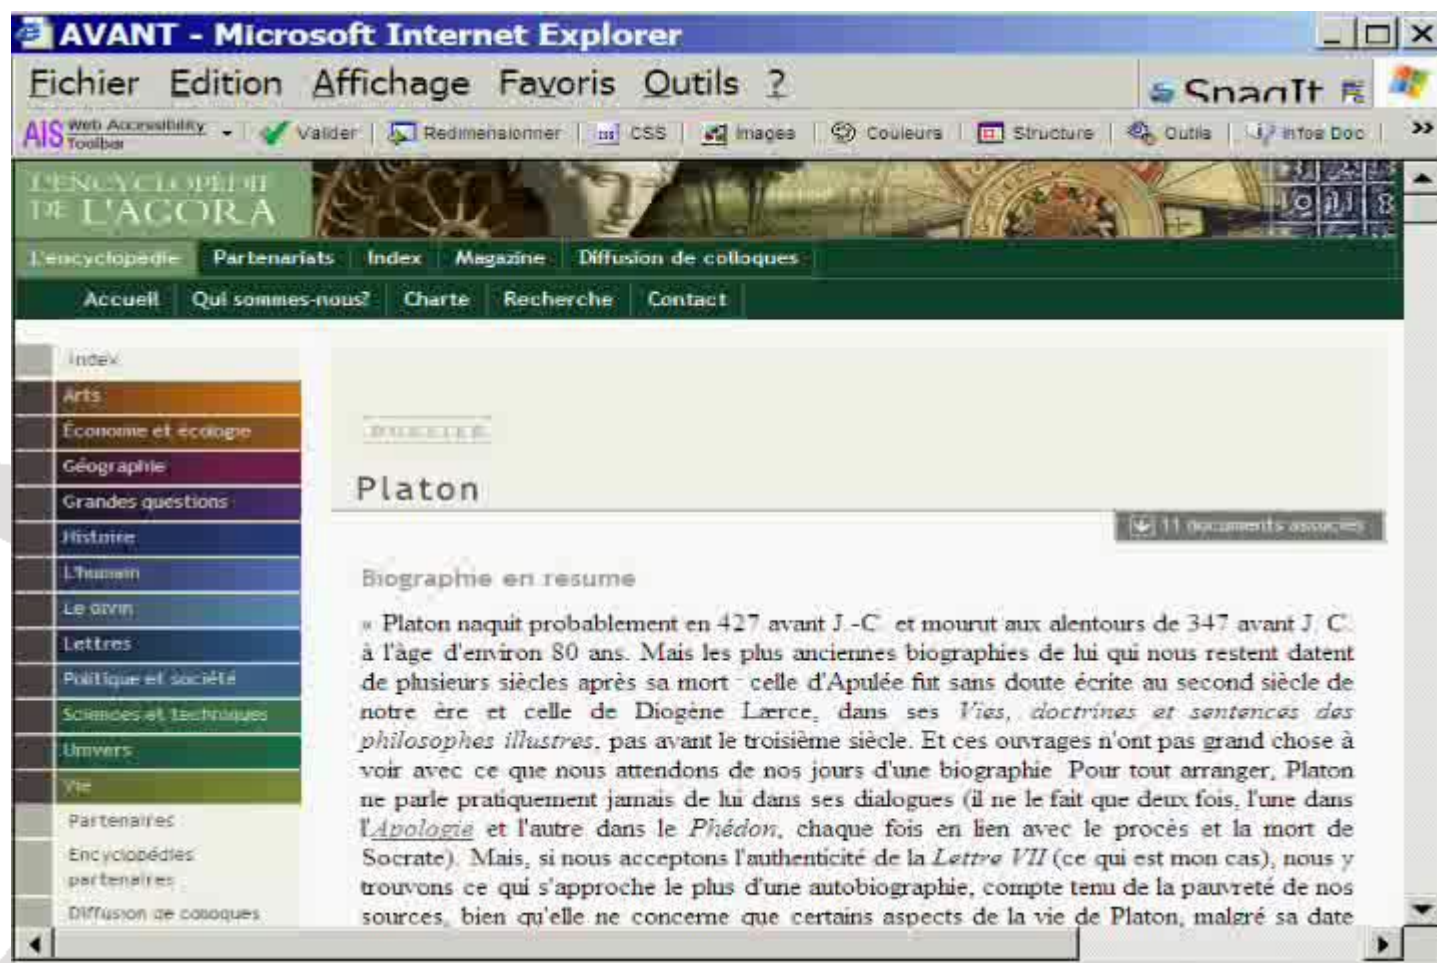 AVANT - Microsoft Internet Explorer
Fichier Edition Affichage Favoris Outils ? SnagIt
AIS Web Accessibility Toolbar Valider Redimensionner CSS Images Couleurs Structure Outils Infos Doc »
L'ENCYCLOPÉDIE
DE L'AGORA
L'encyclopédie Partenariats Index Magazine Diffusion de colloques
Accueil Qui sommes-nous? Charte Recherche Contact
Index
Arts
Économie et écologie
Géographie
Grandes questions
Histoire
L'humain
Le divin
Lettres
Politique et société
Sciences et techniques
Univers
Vie
Partenaires
Encyclopédies
partenaires
Diffusion de colloques
DOSSIER
Platon
11 documents associés
Biographie en résumé
« Platon naquit probablement en 427 avant J.-C. et mourut aux alentours de 347 avant J. C.
à l'âge d'environ 80 ans. Mais les plus anciennes biographies de lui qui nous restent datent
de plusieurs siècles après sa mort : celle d'Apulée fut sans doute écrite au second siècle de
notre ère et celle de Diogène Lærce, dans ses Vies, doctrines et sentences des
philosophes illustres, pas avant le troisième siècle. Et ces ouvrages n'ont pas grand chose à
voir avec ce que nous attendons de nos jours d'une biographie. Pour tout arranger, Platon
ne parle pratiquement jamais de lui dans ses dialogues (il ne le fait que deux fois, l'une dans
l'Apologie et l'autre dans le Phédon, chaque fois en lien avec le procès et la mort de
Socrate). Mais, si nous acceptons l'authenticité de la Lettre VII (ce qui est mon cas), nous y
trouvons ce qui s'approche le plus d'une autobiographie, compte tenu de la pauvreté de nos
sources, bien qu'elle ne concerne que certains aspects de la vie de Platon, malgré sa date